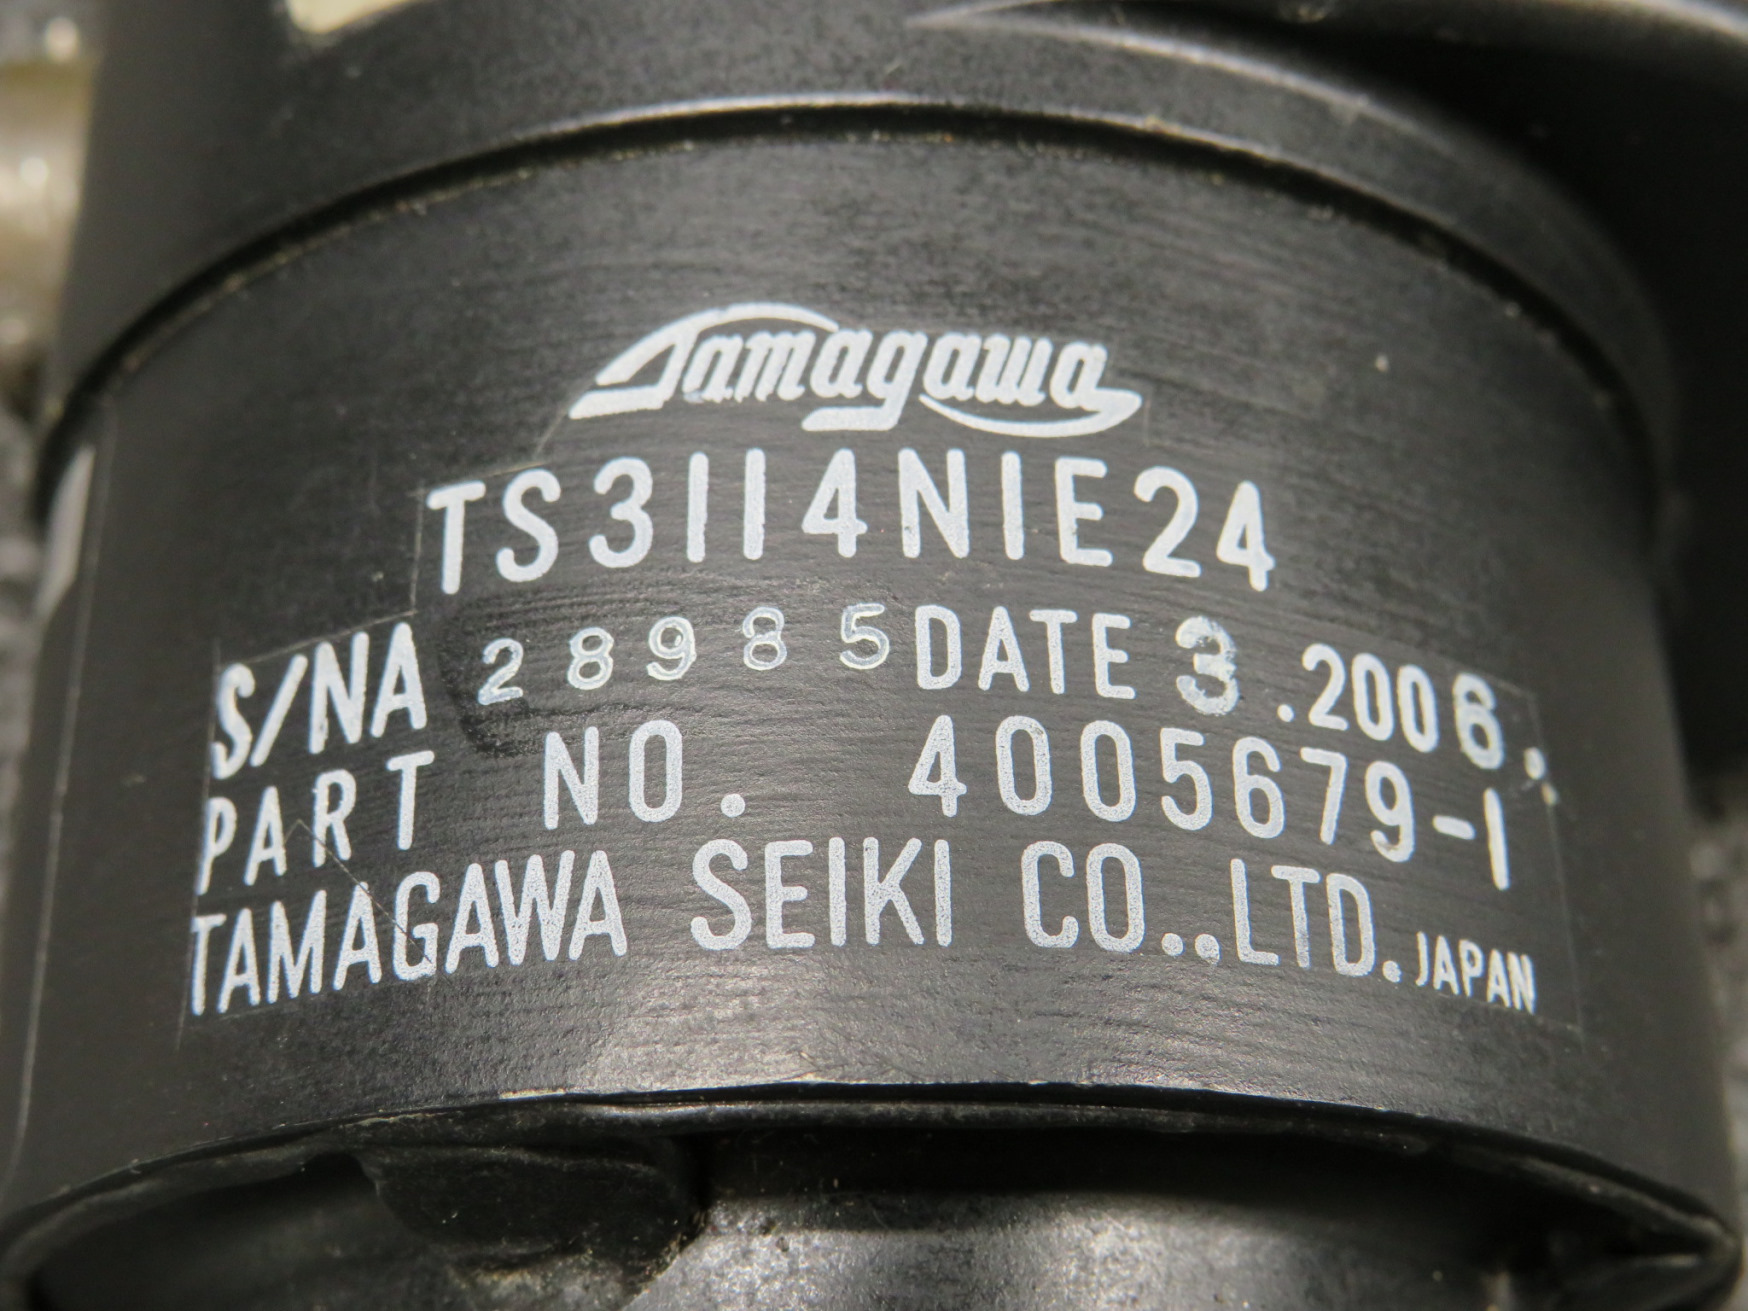 Tamagawa
TS3114N1E24
S/NA 28985 DATE 3.2006.
PART NO. 4005679-1
TAMAGAWA SEIKI CO.,LTD. JAPAN